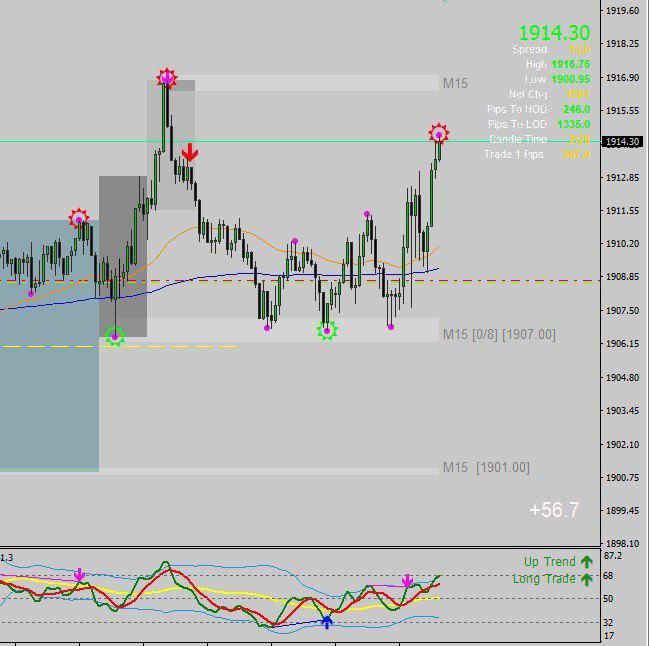 1919.60
1914.30
1918.25
Spread 13.0
High 1916.76
Low 1900.95
Net Chg
Pips To HOD 246.0
Pips To LOD 1335.0
Candle Time
Trade 1 Pips 567.0
M15
1916.90
1915.55
1914.30
1912.85
1911.55
1910.20
1908.85
1907.50
M15 [0/8] [1907.00]
1906.15
1904.80
1903.45
1902.10
M15 [1901.00]
1900.75
+56.7
1899.45
1898.10
1.3
87.2
Up Trend
68
Long Trade
50
32
17